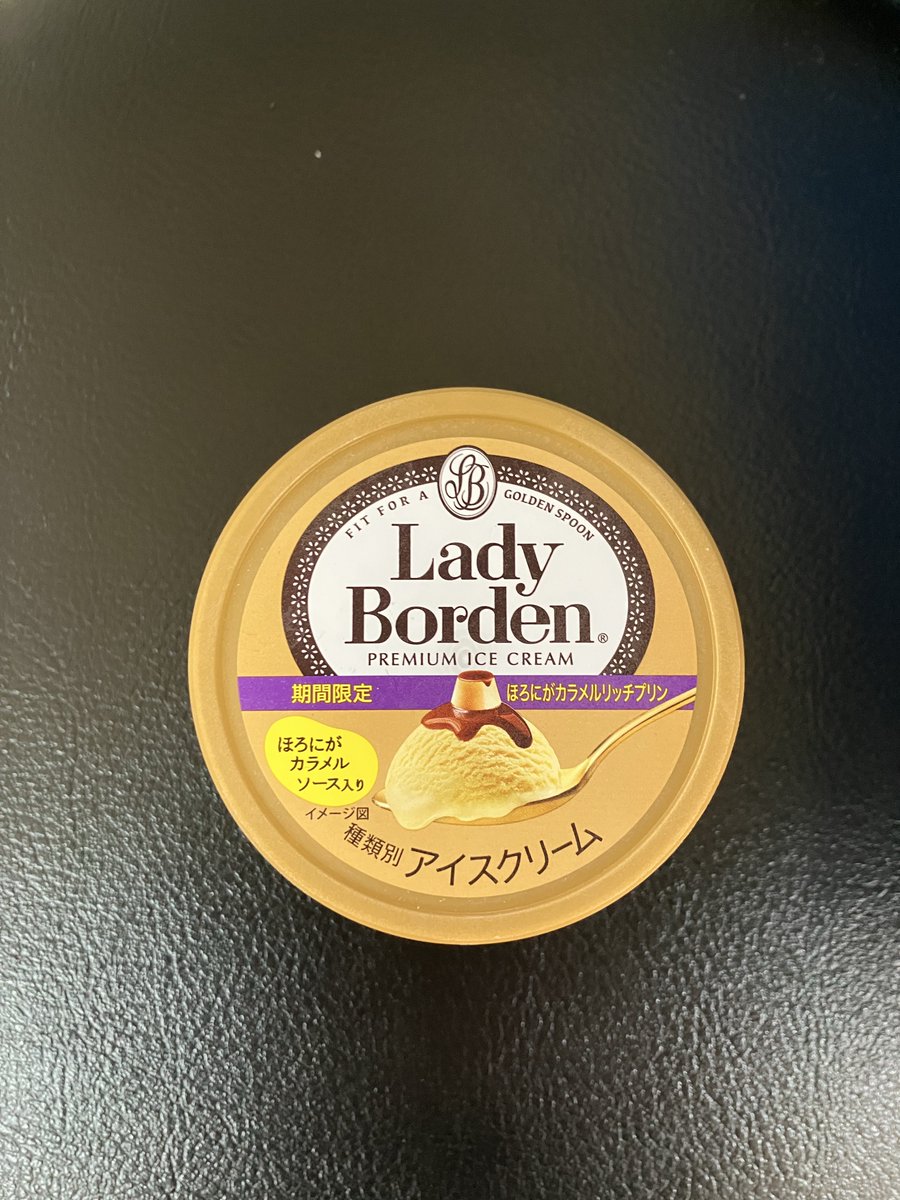 LB
FIT FOR A GOLDEN SPOON
Lady
Borden®
PREMIUM ICE CREAM
期間限定
ほろにがカラメルリッチプリン
ほろにが
カラメル
ソース入り
イメージ図
種類別 アイスクリーム